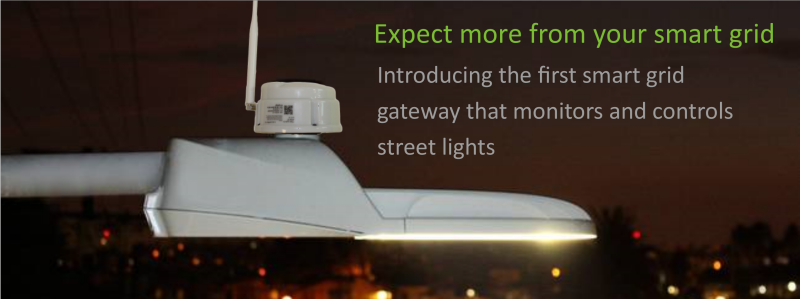 Expect more from your smart grid
Introducing the first smart grid
gateway that monitors and controls
street lights